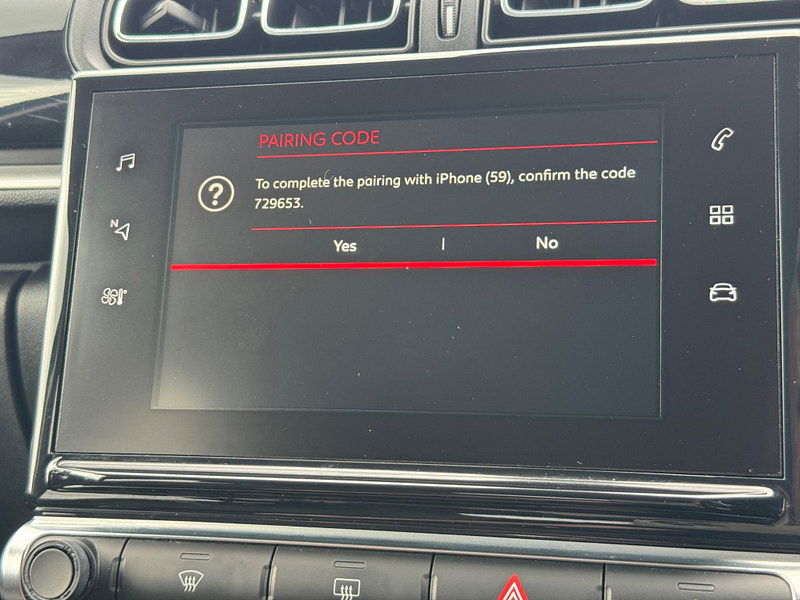 PAIRING CODE
To complete the pairing with iPhone (59), confirm the code
729653.
Yes | No
N